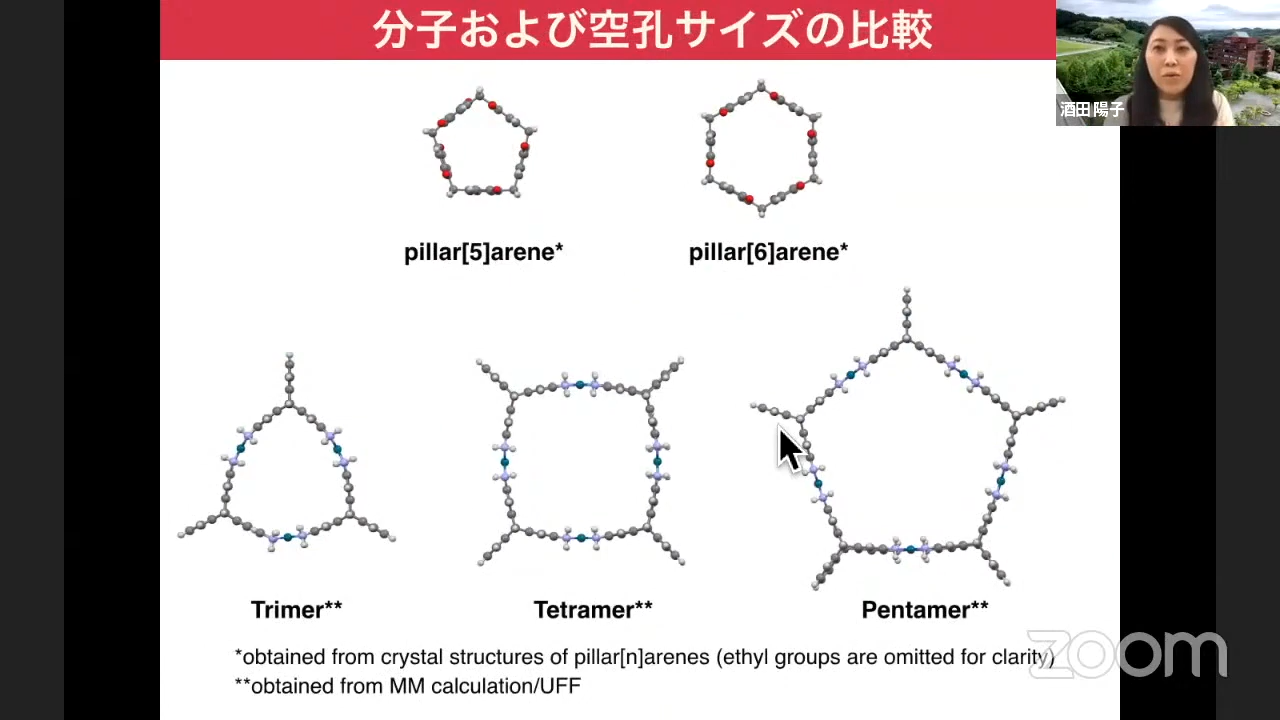 分子および空孔サイズの比較
酒田 陽子
pillar[5]arene*
pillar[6]arene*
Trimer**
Tetramer**
Pentamer**
*obtained from crystal structures of pillar[n]arenes (ethyl groups are omitted for clarity)
**obtained from MM calculation/UFF
zoom